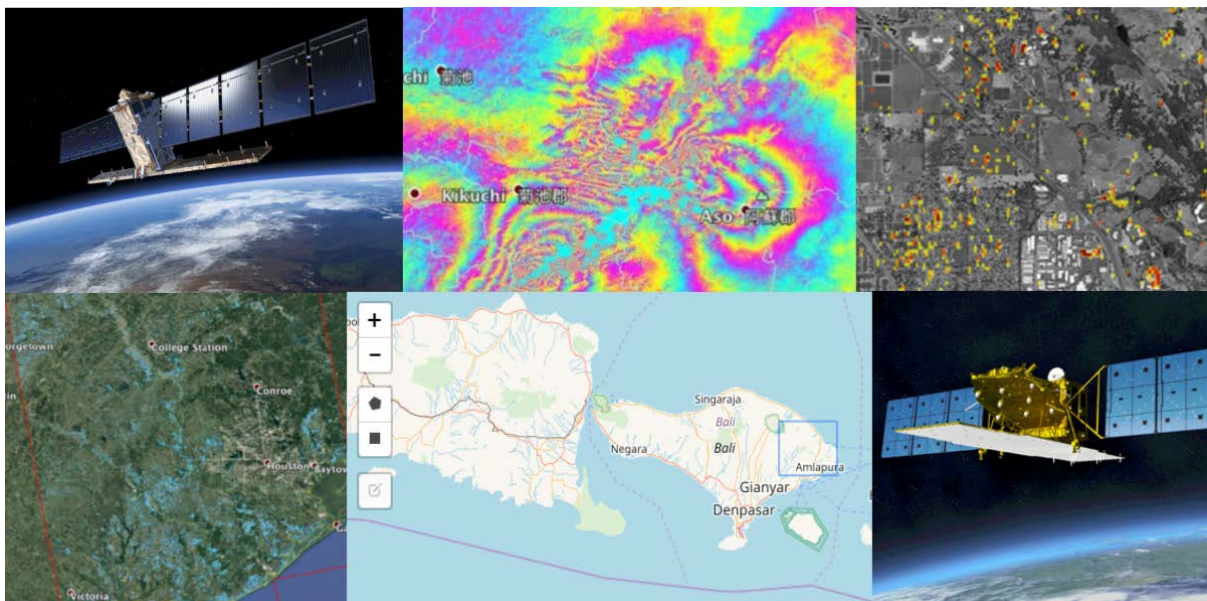 chi 菊池
Kikuchi 菊池郡
Aso 阿蘇郡
orgetown
College Station
in
Conroe
Houston
Baytow
Victoria
+
−
Singaraja
Bali
Negara
Bali
Amlapura
Gianyar
Denpasar